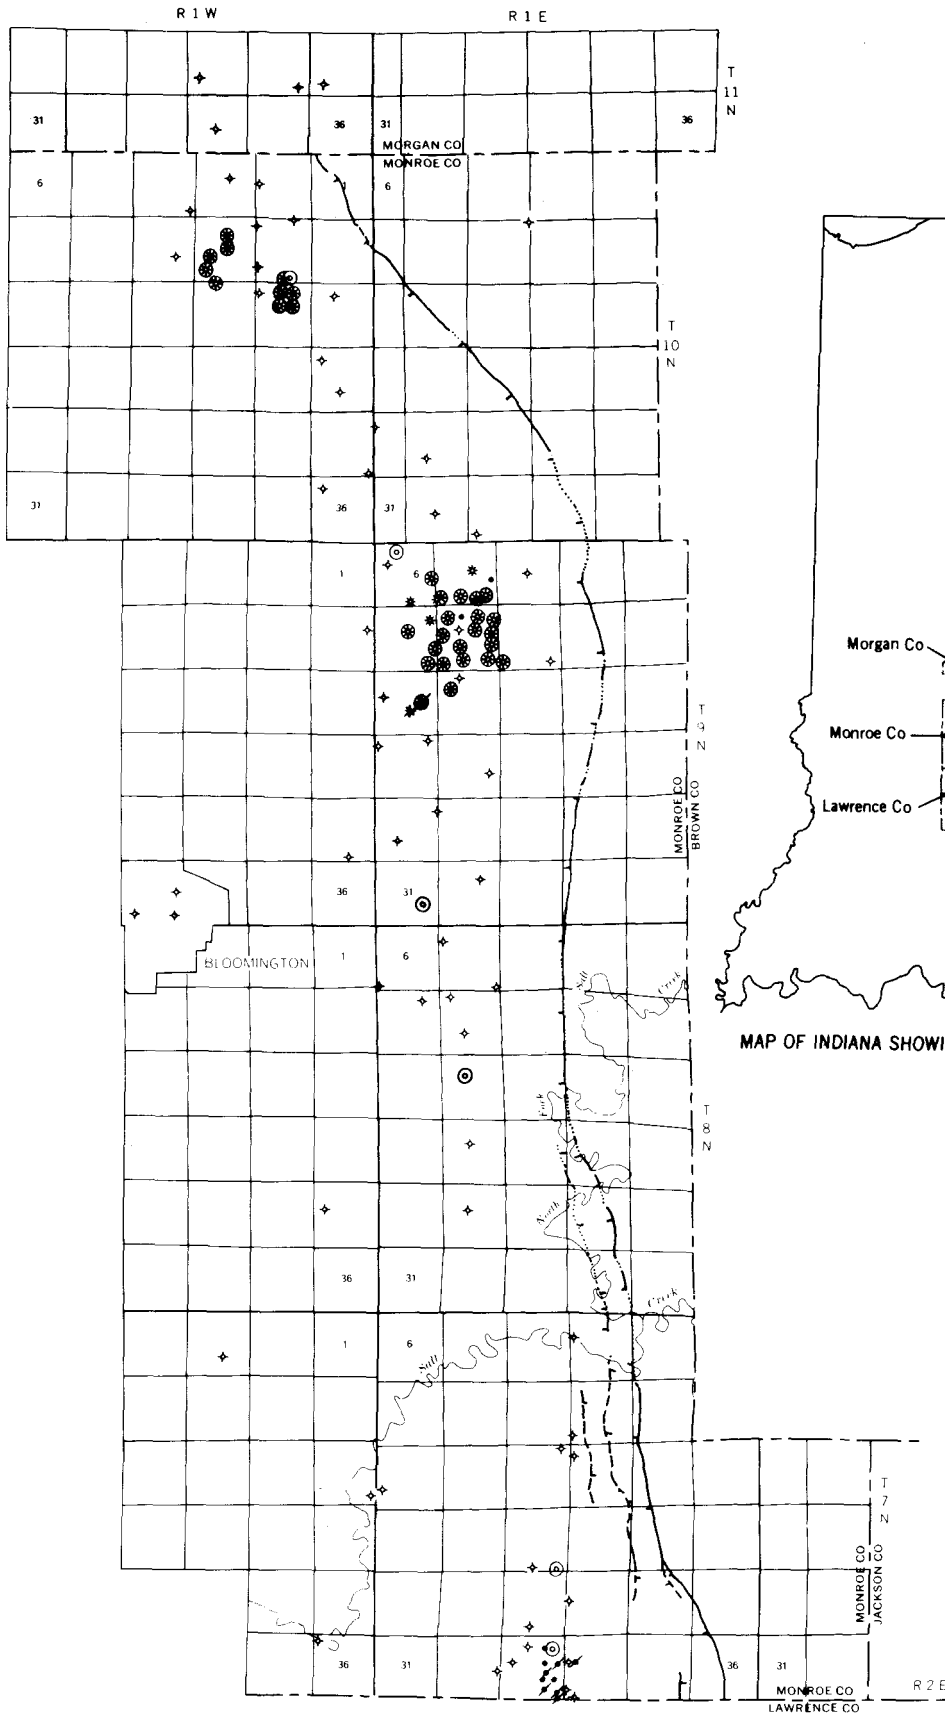 R 1 W
R 1 E
T
11
N
31
36
31
36
MORGAN CO
MONROE CO
6
1
6
T
10
N
31
36
31
1
6
Morgan Co
T
9
N
Monroe Co
MONROE CO
BROWN CO
Lawrence Co
36
31
BLOOMINGTON
1
6
Salt
Creek
MAP OF INDIANA SHOWI
Fork
T
8
N
North
36
31
Creek
1
6
Salt
T
7
N
MONROE CO
JACKSON CO
36
31
36
31
R 2 E
MONROE CO
LAWRENCE CO